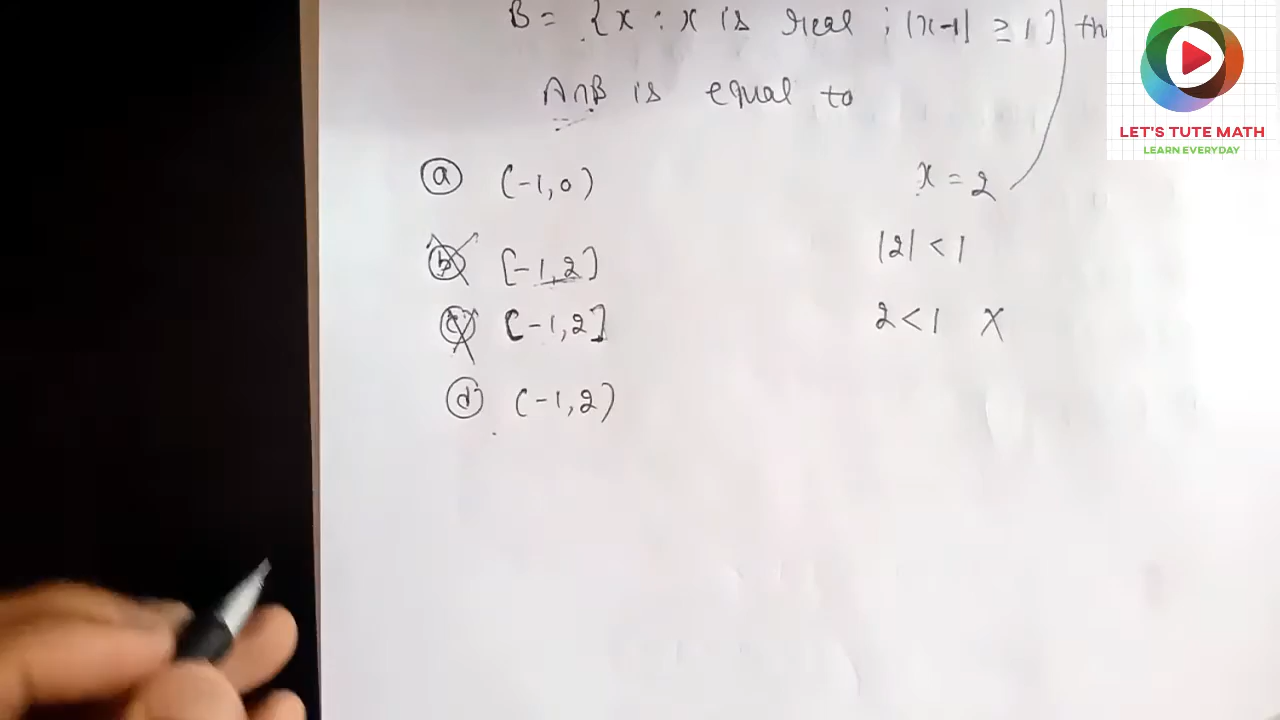 B = {x : x is real ; |x-1| ≥ 1} th
A∩B is equal to
LET'S TUTE MATH
LEARN EVERYDAY
(a) (-1, 0)
x = 2
(b) [-1, 2]
|2| < 1
(c) [-1, 2]
2 < 1 X
(d) (-1, 2)